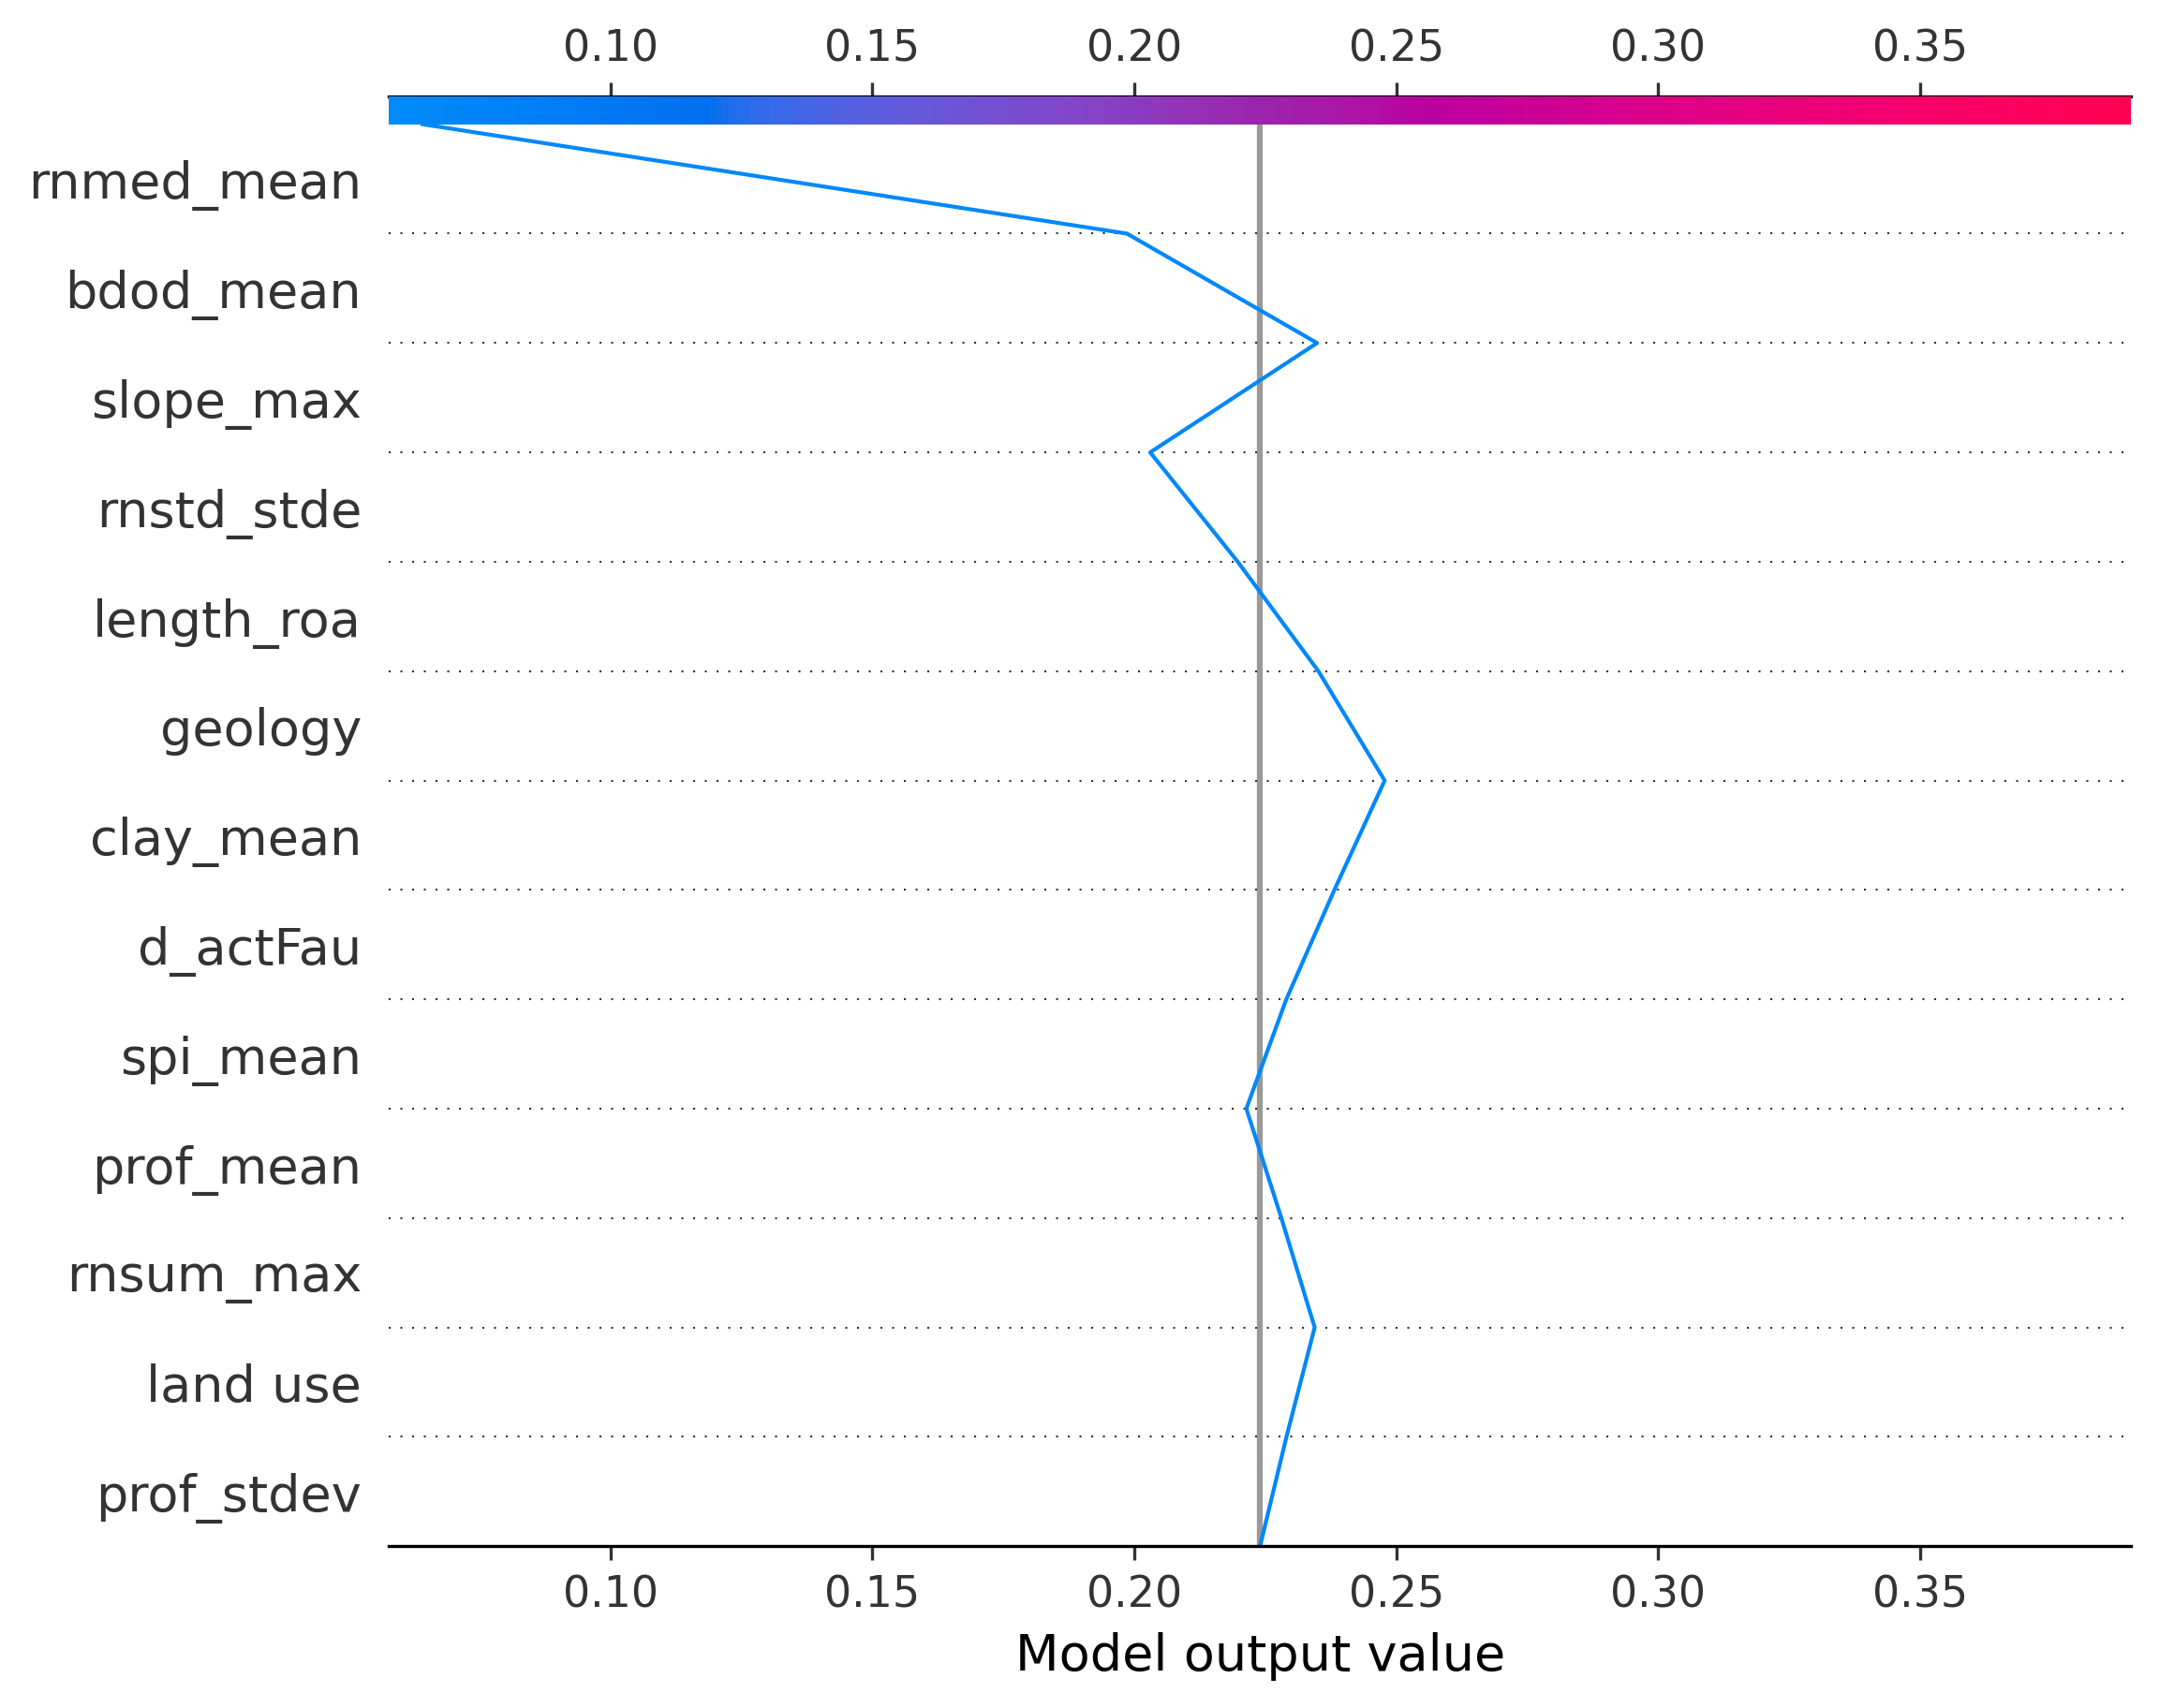 0.10 0.15 0.20 0.25 0.30 0.35
rnmed_mean
bdod_mean
slope_max
rnstd_stde
length_roa
geology
clay_mean
d_actFau
spi_mean
prof_mean
rnsum_max
land use
prof_stdev
0.10 0.15 0.20 0.25 0.30 0.35
Model output value